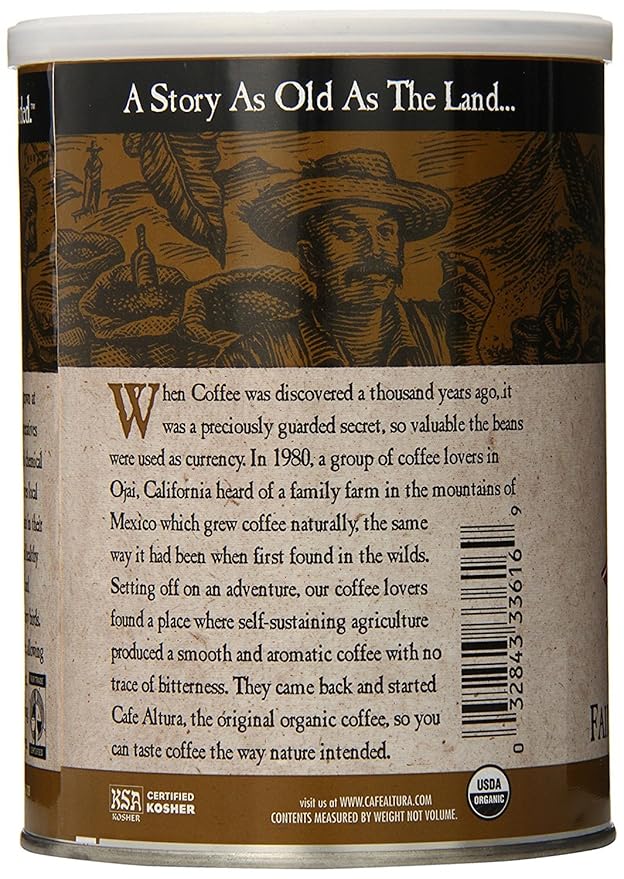 A Story As Old As The Land...
When Coffee was discovered a thousand years ago, it
was a preciously guarded secret, so valuable the beans
were used as currency. In 1980, a group of coffee lovers in
Ojai, California heard of a family farm in the mountains of
Mexico which grew coffee naturally, the same
way it had been when first found in the wilds.
Setting off on an adventure, our coffee lovers
found a place where self-sustaining agriculture
produced a smooth and aromatic coffee with no
trace of bitterness. They came back and started
Cafe Altura, the original organic coffee, so you
can taste coffee the way nature intended.
0 32843 33616 9
KSA
KOSHER
CERTIFIED
KOSHER
visit us at WWW.CAFEALTURA.COM
CONTENTS MEASURED BY WEIGHT NOT VOLUME.
USDA
ORGANIC
at
local
to their
birds.